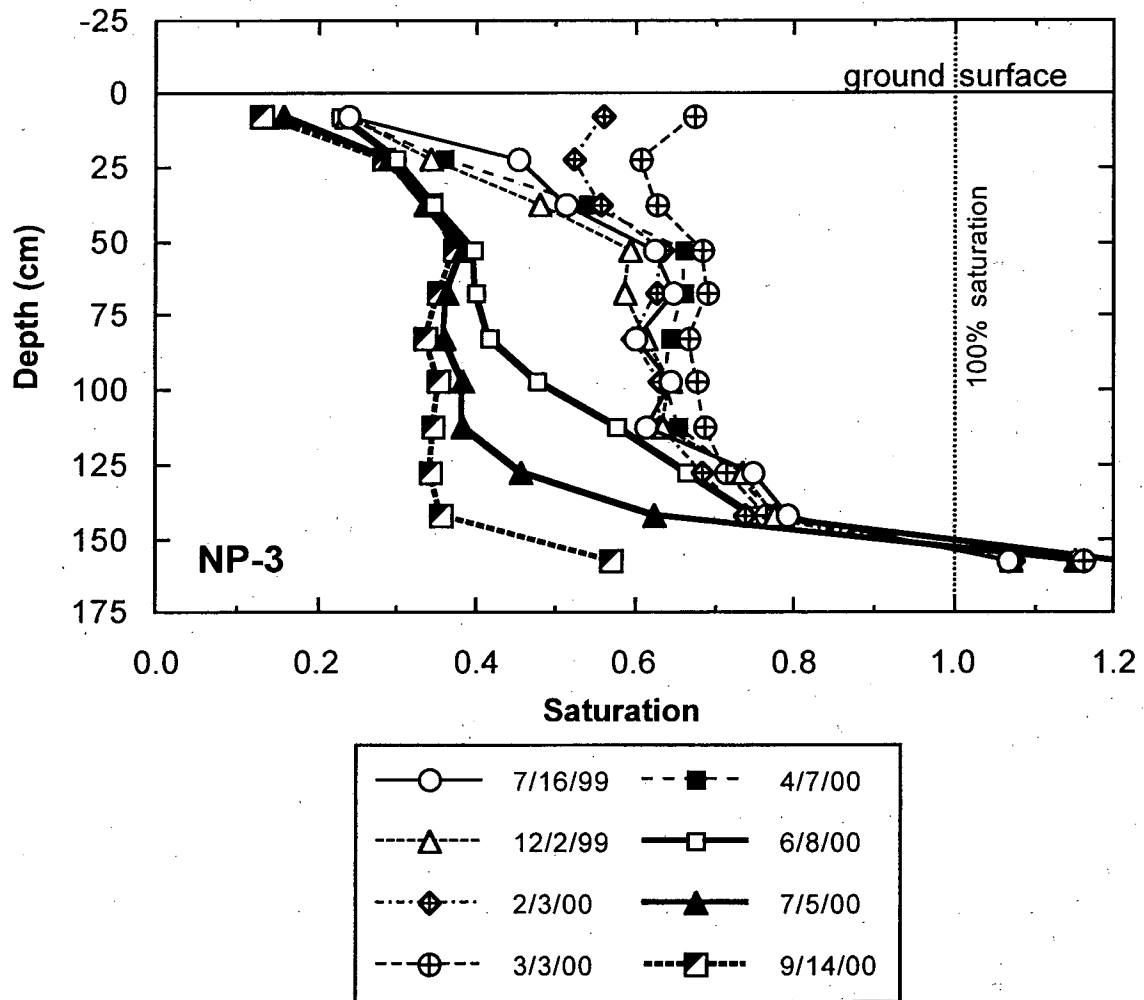 -25
0
25
50
75
100
125
150
175
Depth (cm)
ground surface
100% saturation
NP-3
0.0 0.2 0.4 0.6 0.8 1.0 1.2
Saturation
7/16/99 4/7/00
12/2/99 6/8/00
2/3/00 7/5/00
3/3/00 9/14/00